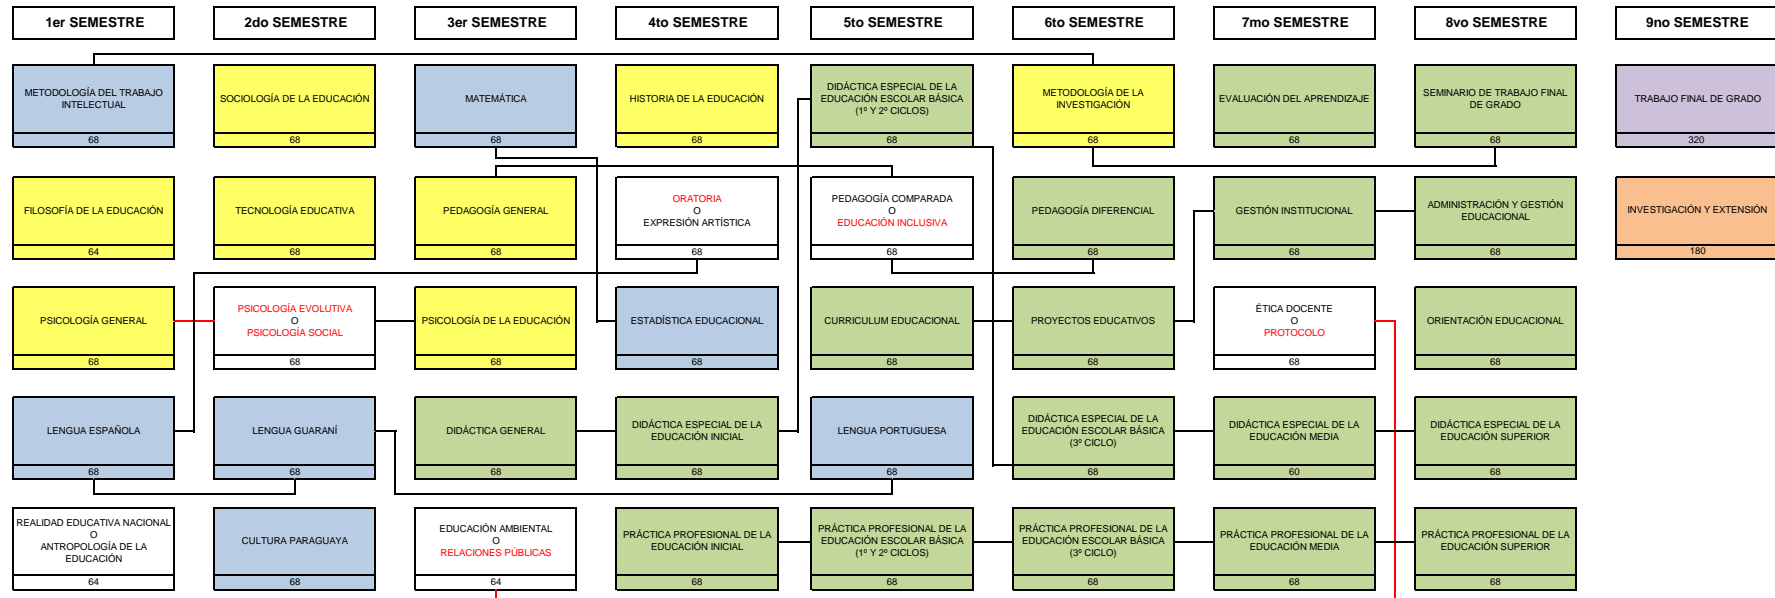 1er SEMESTRE
2do SEMESTRE
3er SEMESTRE
4to SEMESTRE
5to SEMESTRE
6to SEMESTRE
7mo SEMESTRE
8vo SEMESTRE
9no SEMESTRE
METODOLOGÍA DEL TRABAJO
INTELECTUAL
68
SOCIOLOGÍA DE LA EDUCACIÓN
68
MATEMÁTICA
68
HISTORIA DE LA EDUCACIÓN
68
DIDÁCTICA ESPECIAL DE LA
EDUCACIÓN ESCOLAR BÁSICA
(1º Y 2º CICLOS)
68
METODOLOGÍA DE LA
INVESTIGACIÓN
68
EVALUACIÓN DEL APRENDIZAJE
68
SEMINARIO DE TRABAJO FINAL
DE GRADO
68
TRABAJO FINAL DE GRADO
320
FILOSOFÍA DE LA EDUCACIÓN
64
TECNOLOGÍA EDUCATIVA
68
PEDAGOGÍA GENERAL
68
ORATORIA
O
EXPRESIÓN ARTÍSTICA
68
PEDAGOGÍA COMPARADA
O
EDUCACIÓN INCLUSIVA
68
PEDAGOGÍA DIFERENCIAL
68
GESTIÓN INSTITUCIONAL
68
ADMINISTRACIÓN Y GESTIÓN
EDUCACIONAL
68
INVESTIGACIÓN Y EXTENSIÓN
180
PSICOLOGÍA GENERAL
68
PSICOLOGÍA EVOLUTIVA
O
PSICOLOGÍA SOCIAL
68
PSICOLOGÍA DE LA EDUCACIÓN
68
ESTADÍSTICA EDUCACIONAL
68
CURRICULUM EDUCACIONAL
68
PROYECTOS EDUCATIVOS
68
ÉTICA DOCENTE
O
PROTOCOLO
68
ORIENTACIÓN EDUCACIONAL
68
LENGUA ESPAÑOLA
68
LENGUA GUARANÍ
68
DIDÁCTICA GENERAL
68
DIDÁCTICA ESPECIAL DE LA
EDUCACIÓN INICIAL
68
LENGUA PORTUGUESA
68
DIDÁCTICA ESPECIAL DE LA
EDUCACIÓN ESCOLAR BÁSICA
(3º CICLO)
68
DIDÁCTICA ESPECIAL DE LA
EDUCACIÓN MEDIA
60
DIDÁCTICA ESPECIAL DE LA
EDUCACIÓN SUPERIOR
68
REALIDAD EDUCATIVA NACIONAL
O
ANTROPOLOGÍA DE LA
EDUCACIÓN
64
CULTURA PARAGUAYA
68
EDUCACIÓN AMBIENTAL
O
RELACIONES PÚBLICAS
64
PRÁCTICA PROFESIONAL DE LA
EDUCACIÓN INICIAL
68
PRÁCTICA PROFESIONAL DE LA
EDUCACIÓN ESCOLAR BÁSICA
(1º Y 2º CICLOS)
68
PRÁCTICA PROFESIONAL DE LA
EDUCACIÓN ESCOLAR BÁSICA
(3º CICLO)
68
PRÁCTICA PROFESIONAL DE LA
EDUCACIÓN MEDIA
68
PRÁCTICA PROFESIONAL DE LA
EDUCACIÓN SUPERIOR
68